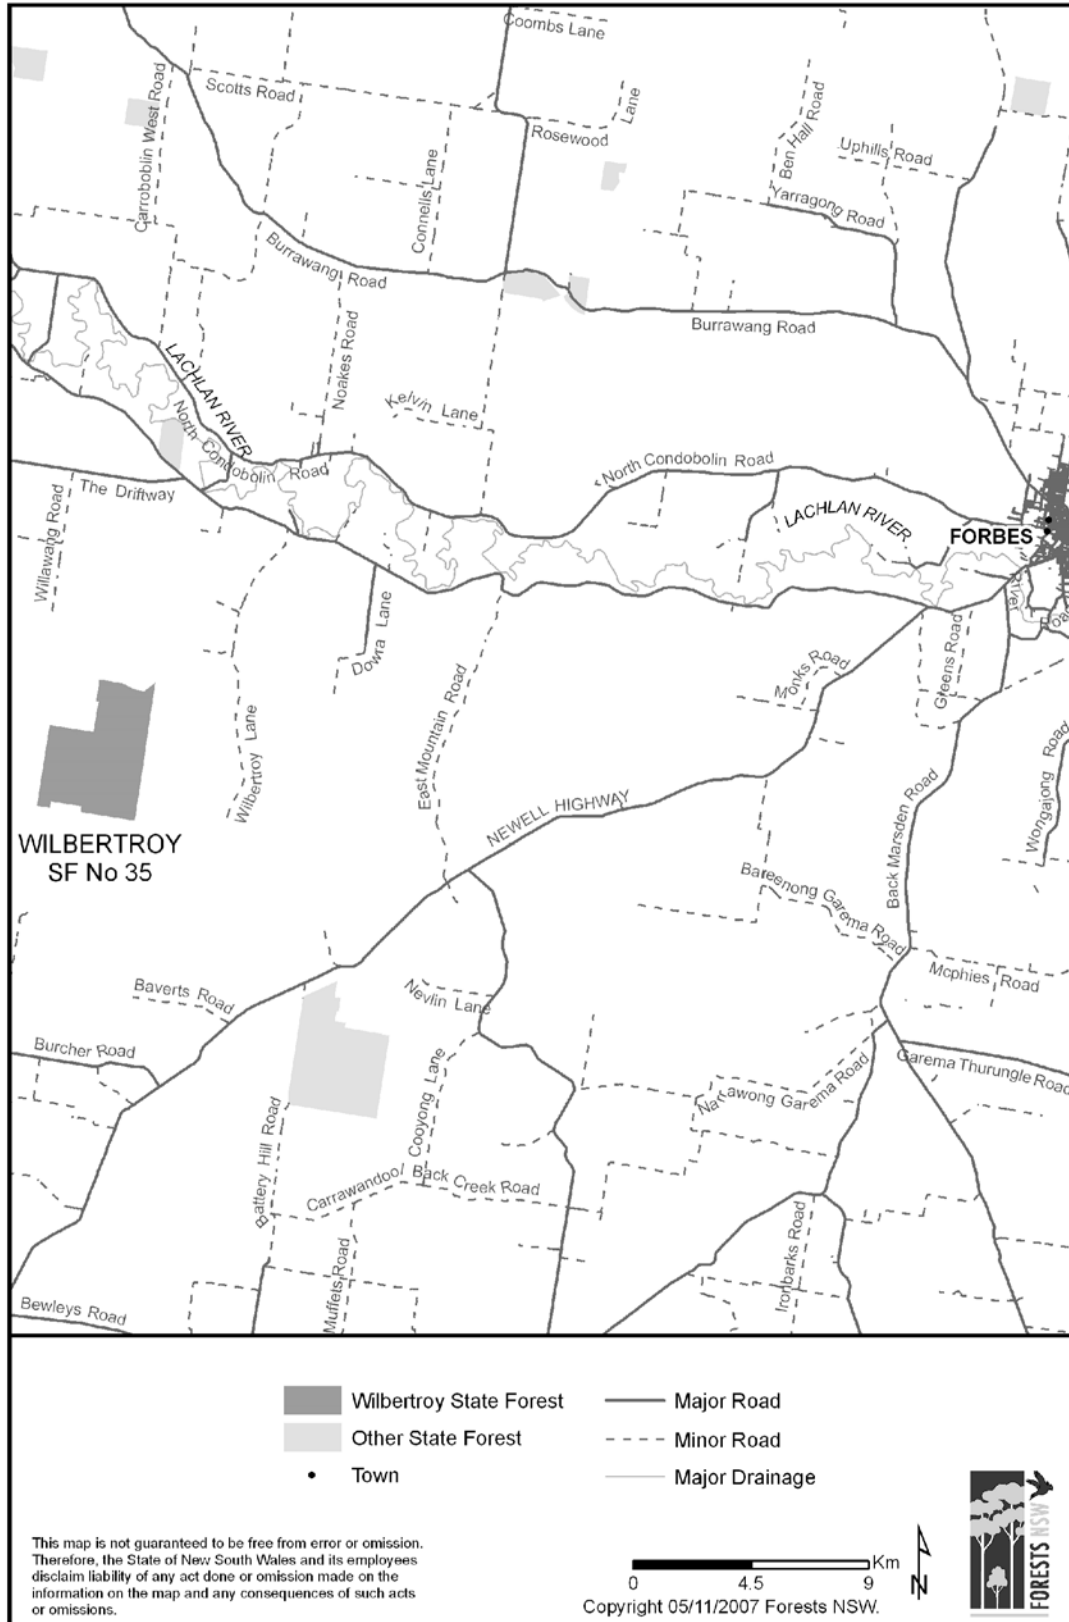 Coombs Lane
Scotts Road
Carroboblin West Road
Connells Lane
Rosewood Lane
Ben Hall Road
Uphills Road
Yarragong Road
Burrawang Road
Burrawang Road
Noakes Road
Kelvin Lane
LACHLAN RIVER
North Condobolin Road
North Condobolin Road
The Driftway
Willawang Road
LACHLAN RIVER
FORBES
River Road
Dowra Lane
Monks Road
Greens Road
Wilbertroy Lane
East Mountain Road
NEWELL HIGHWAY
Back Marsden Road
Wongajong Road
WILBERTROY
SF No 35
Bareenong Garema Road
Mcphies Road
Baverts Road
Nevlin Lane
Burcher Road
Garema Thurungle Road
Cooyong Lane
Battery Hill Road
Carrawandool Back Creek Road
Ironbarks Road
Muffets Road
Bewleys Road
Wilbertroy State Forest
Other State Forest
Town
Major Road
Minor Road
Major Drainage
This map is not guaranteed to be free from error or omission.
Therefore, the State of New South Wales and its employees
disclaim liability of any act done or omission made on the
information on the map and any consequences of such acts
or omissions.
Km
0 4.5 9
N
Copyright 05/11/2007 Forests NSW.
FORESTS NSW